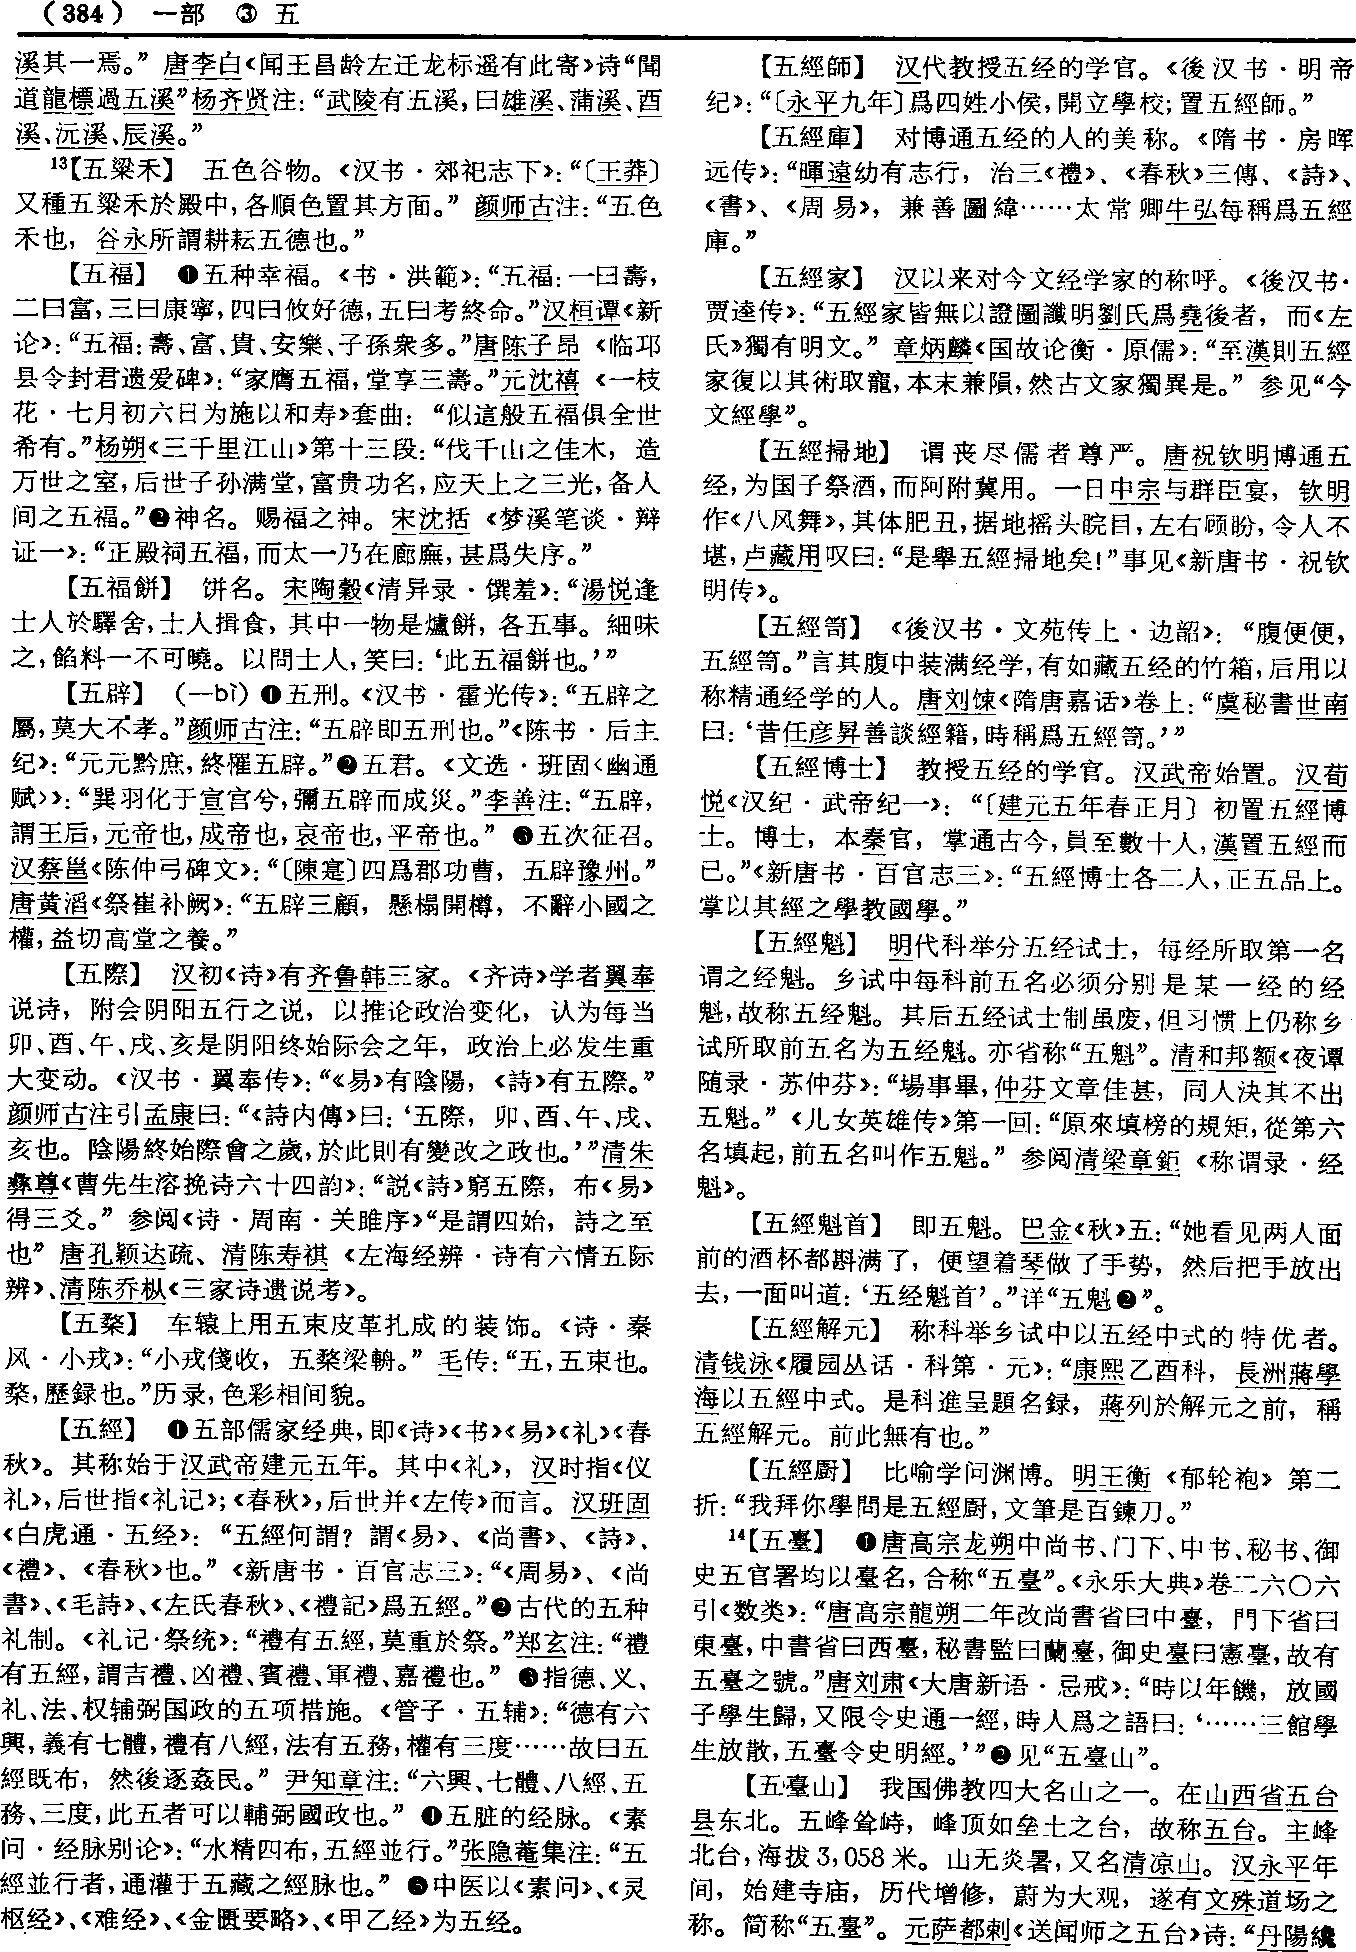 （384） 一部 ③ 五
溪其一焉。”唐李白《闻王昌龄左迁龙标遥有此寄》诗“聞
道龍標過五溪”杨齐贤注：“武陵有五溪，曰雄溪、蒲溪、酉
溪、沅溪、辰溪。”
13【五粱禾】 五色谷物。《汉书·郊祀志下》：“〔王莽〕
又種五粱禾於殿中，各順色置其方面。”颜师古注：“五色
禾也，谷永所謂耕耘五德也。”
【五福】 ❶五种幸福。《书·洪範》：“五福：一曰壽，
二曰富，三曰康寧，四曰攸好德，五曰考終命。”汉桓谭《新
论》：“五福：壽、富、貴、安樂、子孫衆多。”唐陈子昂《临邛
县令封君遗爱碑》：“家膺五福，堂享三壽。”元沈禧《一枝
花·七月初六日为施以和寿》套曲：“似這般五福俱全世
希有。”杨朔《三千里江山》第十三段：“伐千山之佳木，造
万世之室，后世子孙满堂，富贵功名，应天上之三光，备人
间之五福。”❷神名。赐福之神。宋沈括《梦溪笔谈·辩
证一》：“正殿祠五福，而太一乃在廊廡，甚爲失序。”
【五福餅】 饼名。宋陶穀《清异录·馔羞》：“湯悦逢
士人於驛舍，士人揖食，其中一物是爐餅，各五事。細味
之，餡料一不可曉。以問士人，笑曰：‘此五福餅也。’”
【五辟】 （一bì）❶五刑。《汉书·霍光传》：“五辟之
屬，莫大不孝。”颜师古注：“五辟即五刑也。”《陈书·后主
纪》：“元元黔庶，終罹五辟。”❷五君。《文选·班固〈幽通
赋〉》：“巽羽化于宣宫兮，彌五辟而成災。”李善注：“五辟，
謂王后，元帝也，成帝也，哀帝也，平帝也。”❸五次征召。
汉蔡邕《陈仲弓碑文》：“〔陳寔〕四爲郡功曹，五辟豫州。”
唐黄滔《祭崔补阙》：“五辟三顧，懸榻開樽，不辭小國之
權，益切高堂之養。”
【五際】 汉初《诗》有齐鲁韩三家。《齐诗》学者翼奉
说诗，附会阴阳五行之说，以推论政治变化，认为每当
卯、酉、午、戌、亥是阴阳终始际会之年，政治上必发生重
大变动。《汉书·翼奉传》：“《易》有陰陽，《詩》有五際。”
颜师古注引孟康曰：“《詩内傳》曰：‘五際，卯、酉、午、戌、
亥也。陰陽終始際會之歲，於此則有變改之政也。’”清朱
彝尊《曹先生溶挽诗六十四韵》：“説《詩》窮五際，布《易》
得三爻。”参阅《诗·周南·关雎序》“是謂四始，詩之至
也”唐孔颖达疏、清陈寿祺《左海经辨·诗有六情五际
辨》、清陈乔枞《三家诗遗说考》。
【五楘】 车辕上用五束皮革扎成的装饰。《诗·秦
风·小戎》：“小戎俴收，五楘梁輈。”毛传：“五，五束也。
楘，歷録也。”历录，色彩相间貌。
【五經】 ❶五部儒家经典，即《诗》《书》《易》《礼》《春
秋》。其称始于汉武帝建元五年。其中《礼》，汉时指《仪
礼》，后世指《礼记》；《春秋》，后世并《左传》而言。汉班固
《白虎通·五经》：“五經何謂？謂《易》、《尚書》、《詩》、
《禮》、《春秋》也。”《新唐书·百官志三》：“《周易》、《尚
書》、《毛詩》、《左氏春秋》、《禮記》爲五經。”❷古代的五种
礼制。《礼记·祭统》：“禮有五經，莫重於祭。”郑玄注：“禮
有五經，謂吉禮、凶禮、賓禮、軍禮、嘉禮也。”❸指德、义、
礼、法、权辅弼国政的五项措施。《管子·五辅》：“德有六
興，義有七體，禮有八經，法有五務，權有三度……故曰五
經既布，然後逐姦民。”尹知章注：“六興、七體、八經、五
務、三度，此五者可以輔弼國政也。”❹五脏的经脉。《素
问·经脉别论》：“水精四布，五經並行。”张隐菴集注：“五
經並行者，通灌于五藏之經脉也。”❺中医以《素问》、《灵
枢经》、《难经》、《金匮要略》、《甲乙经》为五经。
【五經師】 汉代教授五经的学官。《後汉书·明帝
纪》：“〔永平九年〕爲四姓小侯，開立學校；置五經師。”
【五經庫】 对博通五经的人的美称。《隋书·房晖
远传》：“暉遠幼有志行，治三《禮》、《春秋》三傳、《詩》、
《書》、《周易》，兼善圖緯……太常卿牛弘每稱爲五經
庫。”
【五經家】 汉以来对今文经学家的称呼。《後汉书·
贾逵传》：“五經家皆無以證圖讖明劉氏爲堯後者，而《左
氏》獨有明文。”章炳麟《国故论衡·原儒》：“至漢則五經
家復以其術取寵，本末兼隕，然古文家獨異是。”参见“今
文經學”。
【五經掃地】 谓丧尽儒者尊严。唐祝钦明博通五
经，为国子祭酒，而阿附冀用。一日中宗与群臣宴，钦明
作《八风舞》，其体肥丑，据地摇头睆目，左右顾盼，令人不
堪，卢藏用叹曰：“是舉五經掃地矣！”事见《新唐书·祝钦
明传》。
【五經笥】 《後汉书·文苑传上·边韶》：“腹便便，
五經笥。”言其腹中装满经学，有如藏五经的竹箱，后用以
称精通经学的人。唐刘𫗧《隋唐嘉话》卷上：“虞秘書世南
曰：‘昔任彦昇善談經籍，時稱爲五經笥。’”
【五經博士】 教授五经的学官。汉武帝始置。汉荀
悦《汉纪·武帝纪一》：“〔建元五年春正月〕初置五經博
士。博士，本秦官，掌通古今，員至數十人，漢置五經而
已。”《新唐书·百官志三》：“五經博士各二人，正五品上。
掌以其經之學教國學。”
【五經魁】 明代科举分五经试士，每经所取第一名
谓之经魁。乡试中每科前五名必须分别是某一经的经
魁，故称五经魁。其后五经试士制虽废，但习惯上仍称乡
试所取前五名为五经魁。亦省称“五魁”。清和邦额《夜谭
随录·苏仲芬》：“場事畢，仲芬文章佳甚，同人決其不出
五魁。”《儿女英雄传》第一回：“原來填榜的規矩，從第六
名填起，前五名叫作五魁。”参阅清梁章鉅《称谓录·经
魁》。
【五經魁首】 即五魁。巴金《秋》五：“她看见两人面
前的酒杯都斟满了，便望着琴做了手势，然后把手放出
去，一面叫道：‘五经魁首’。”详“五魁❷”。
【五經解元】 称科举乡试中以五经中式的特优者。
清钱泳《履园丛话·科第·元》：“康熙乙酉科，長洲蔣學
海以五經中式。是科進呈題名録，蔣列於解元之前，稱
五經解元。前此無有也。”
【五經厨】 比喻学问渊博。明王衡《郁轮袍》第二
折：“我拜你學問是五經厨，文筆是百鍊刀。”
14【五臺】 ❶唐高宗龙朔中尚书、门下、中书、秘书、御
史五官署均以臺名，合称“五臺”。《永乐大典》卷二六〇六
引《数类》：“唐高宗龍朔二年改尚書省曰中臺，門下省曰
東臺，中書省曰西臺，秘書監曰蘭臺，御史臺曰憲臺，故有
五臺之號。”唐刘肃《大唐新语·忌戒》：“時以年饑，放國
子學生歸，又限令史通一經，時人爲之語曰：‘……三館學
生放散，五臺令史明經。’”❷见“五臺山”。
【五臺山】 我国佛教四大名山之一。在山西省五台
县东北。五峰耸峙，峰顶如垒土之台，故称五台。主峰
北台，海拔3,058米。山无炎暑，又名清凉山。汉永平年
间，始建寺庙，历代增修，蔚为大观，遂有文殊道场之
称。简称“五臺”。元萨都剌《送闻师之五台》诗：“丹陽纔